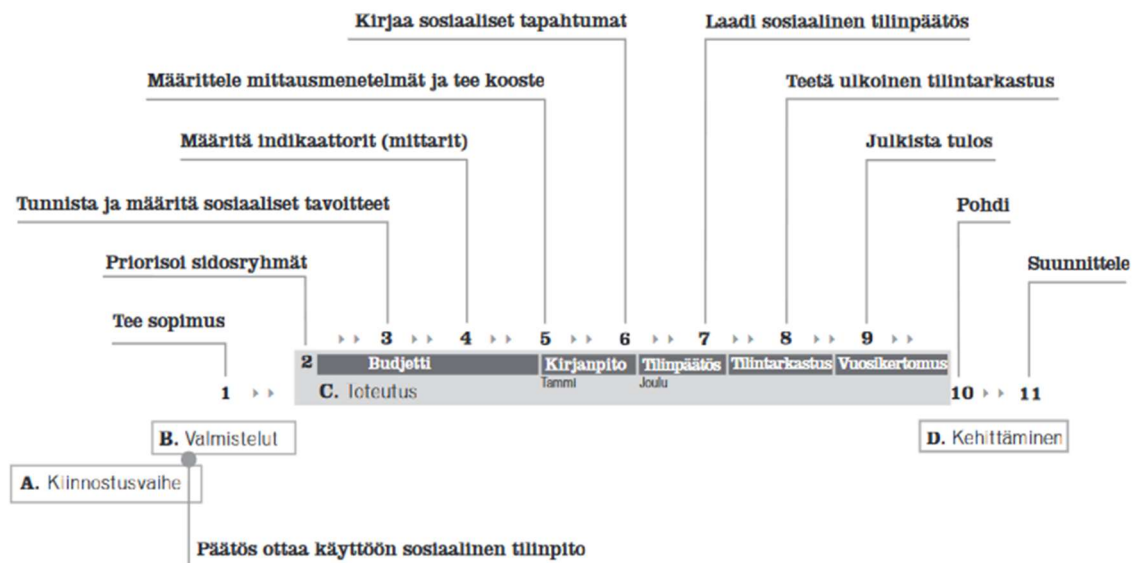 Kirjaa sosiaaliset tapahtumat
Laadi sosiaalinen tilinpäätös
Määrittele mittausmenetelmät ja tee kooste
Teetä ulkoinen tilintarkastus
Määritä indikaattorit (mittarit)
Julkista tulos
Tunnista ja määritä sosiaaliset tavoitteet
Pohdi
Priorisoi sidosryhmät
Suunnittele
Tee sopimus
3 4 5 6 7 8 9
2 Budjetti Kirjanpito Tilinpäätös Tilintarkastus Vuosikertomus
Tammi Joulu
1 C. Toteutus 10 11
B. Valmistelut
D. Kehittäminen
A. Kiinnostusvaihe
Päätös ottaa käyttöön sosiaalinen tilinpito